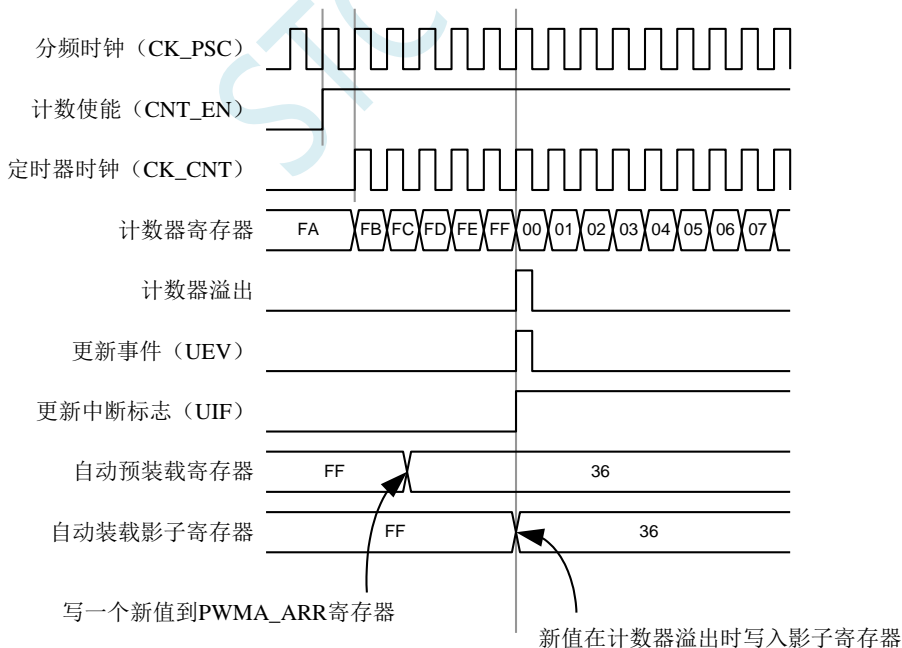 STC
分频时钟（CK_PSC）
计数使能（CNT_EN）
定时器时钟（CK_CNT）
计数器寄存器 FA FB FC FD FE FF 00 01 02 03 04 05 06 07
计数器溢出
更新事件（UEV）
更新中断标志（UIF）
自动预装载寄存器 FF 36
自动装载影子寄存器 FF 36
写一个新值到PWMA_ARR寄存器
新值在计数器溢出时写入影子寄存器